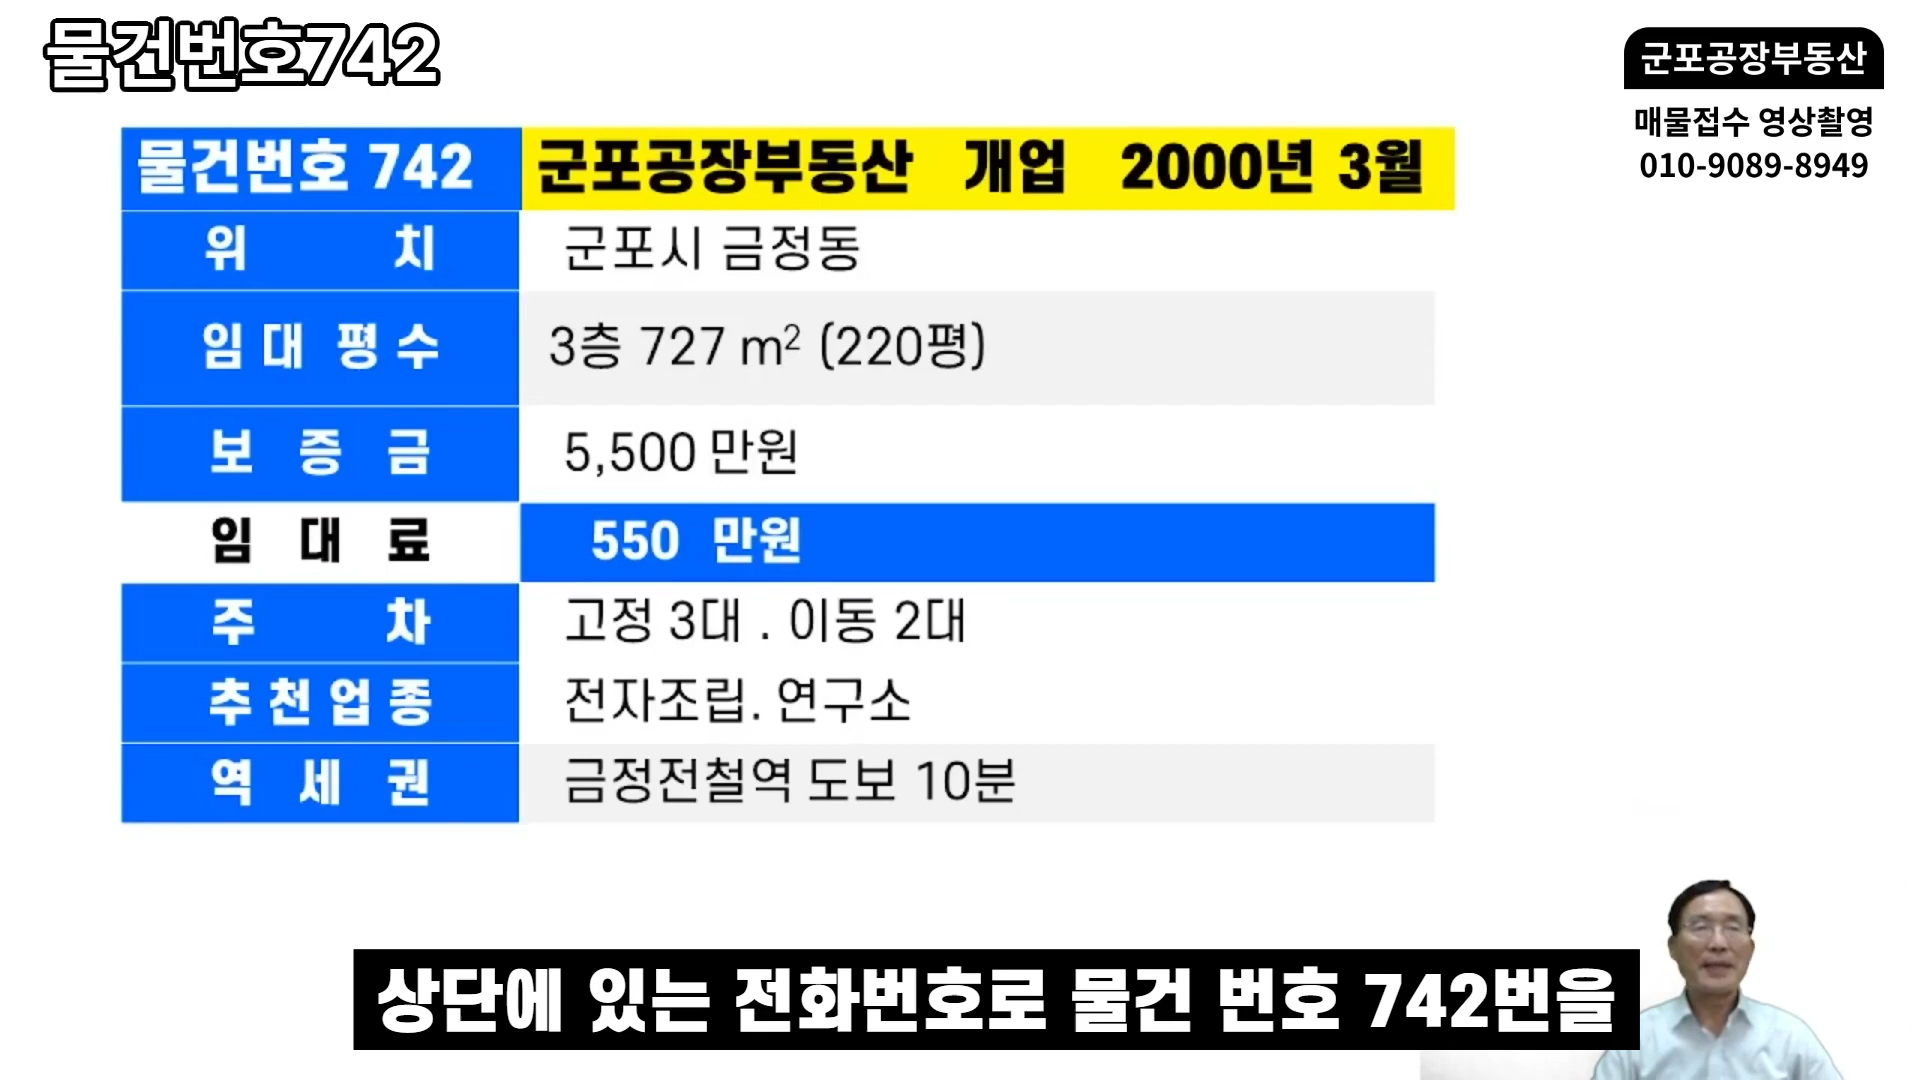 물건번호742
군포공장부동산
매물접수 영상촬영
010-9089-8949
물건번호 742 군포공장부동산 개업 2000년 3월
위 치 군포시 금정동
임 대 평 수 3층 727 m² (220평)
보 증 금 5,500 만원
임 대 료 550 만원
주 차 고정 3대 . 이동 2대
추 천 업 종 전자조립. 연구소
역 세 권 금정전철역 도보 10분
상단에 있는 전화번호로 물건 번호 742번을